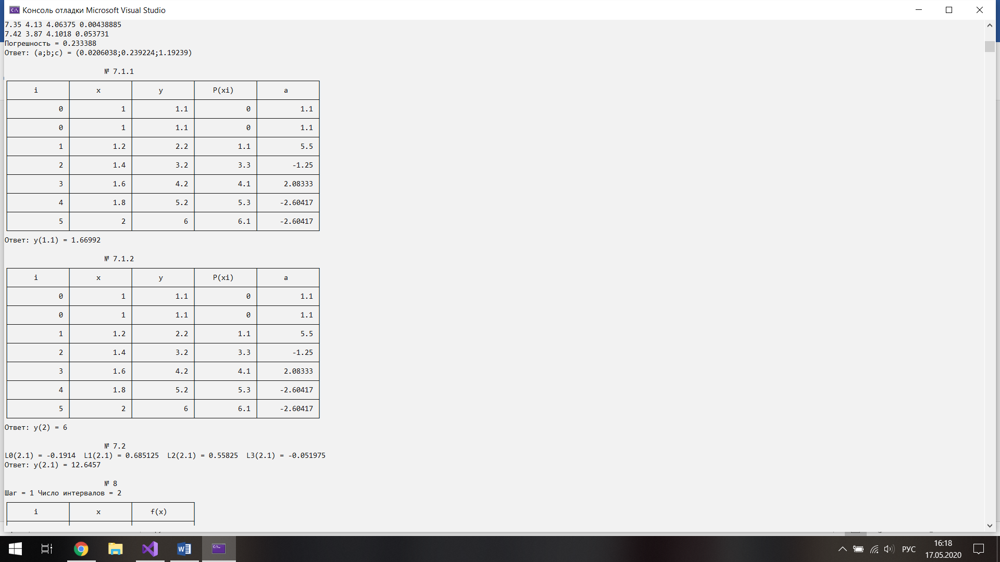 Консоль отладки Microsoft Visual Studio
7.35 4.13 4.06375 0.00438885
7.42 3.87 4.1018 0.053731
Погрешность = 0.233388
Ответ: (a;b;c) = (0.0206038;0.239224;1.19239)
№ 7.1.1
i x y P(xi) a
0 1 1.1 0 1.1
0 1 1.1 0 1.1
1 1.2 2.2 1.1 5.5
2 1.4 3.2 3.3 -1.25
3 1.6 4.2 4.1 2.08333
4 1.8 5.2 5.3 -2.60417
5 2 6 6.1 -2.60417
Ответ: y(1.1) = 1.66992
№ 7.1.2
i x y P(xi) a
0 1 1.1 0 1.1
0 1 1.1 0 1.1
1 1.2 2.2 1.1 5.5
2 1.4 3.2 3.3 -1.25
3 1.6 4.2 4.1 2.08333
4 1.8 5.2 5.3 -2.60417
5 2 6 6.1 -2.60417
Ответ: y(2) = 6
№ 7.2
L0(2.1) = -0.1914 L1(2.1) = 0.685125 L2(2.1) = 0.55825 L3(2.1) = -0.051975
Ответ: y(2.1) = 12.6457
№ 8
Шаг = 1 Число интервалов = 2
i x f(x)
РУС
16:18
17.05.2020